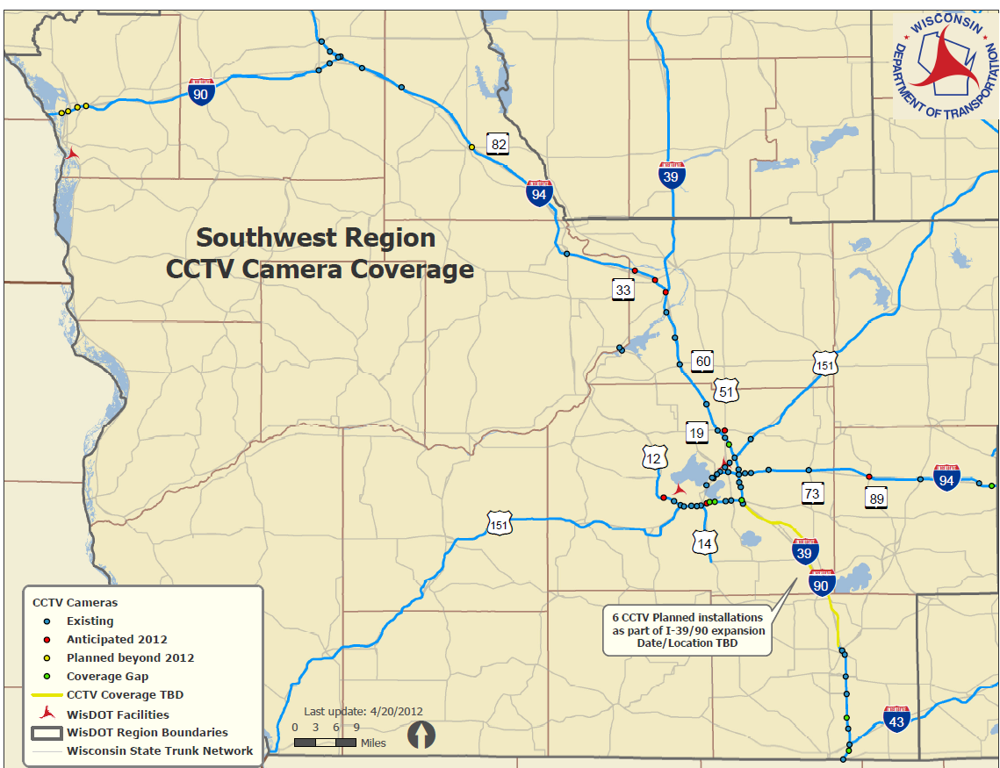 WISCONSIN
DEPARTMENT OF TRANSPORTATION
90
82
94
39
Southwest Region
CCTV Camera Coverage
33
60
151
51
19
12
94
73
89
151
14
39
90
6 CCTV Planned installations
as part of I-39/90 expansion
Date/Location TBD
CCTV Cameras
Existing
Anticipated 2012
Planned beyond 2012
Coverage Gap
CCTV Coverage TBD
WisDOT Facilities
WisDOT Region Boundaries
Wisconsin State Trunk Network
Last update: 4/20/2012
0 3 6 9
Miles
43